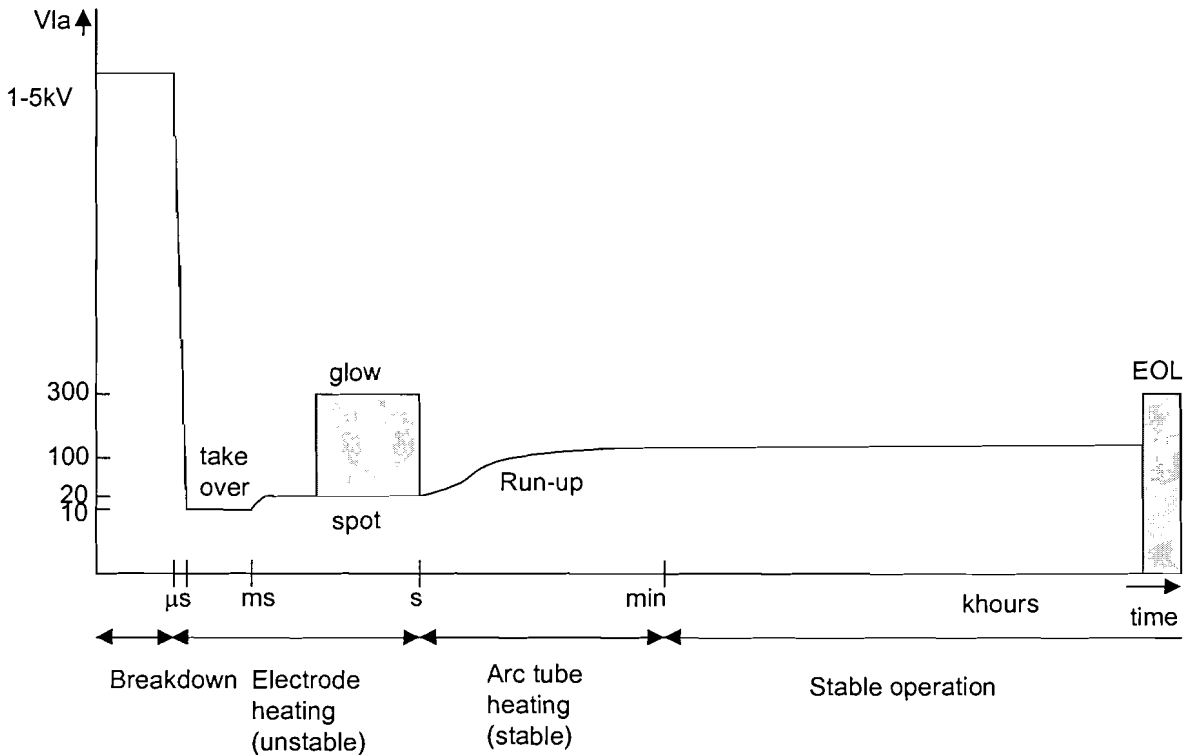 Vla
1-5kV
300
100
20
10
take
over
glow
spot
Run-up
EOL
μs
ms
s
min
khours
time
Breakdown
Electrode
heating
(unstable)
Arc tube
heating
(stable)
Stable operation